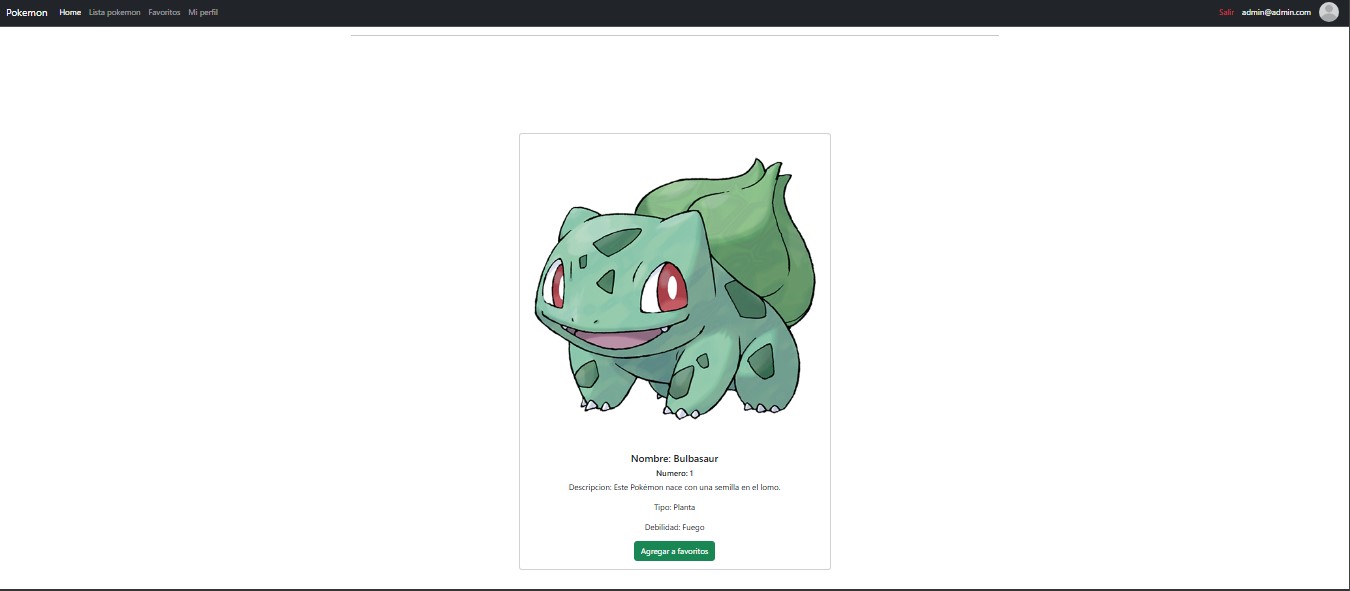 Pokemon Home Lista pokemon Favoritos Mi perfil Salir admin@admin.com
Nombre: Bulbasaur
Numero: 1
Descripcion: Este Pokémon nace con una semilla en el lomo.
Tipo: Planta
Debilidad: Fuego
Agregar a favoritos